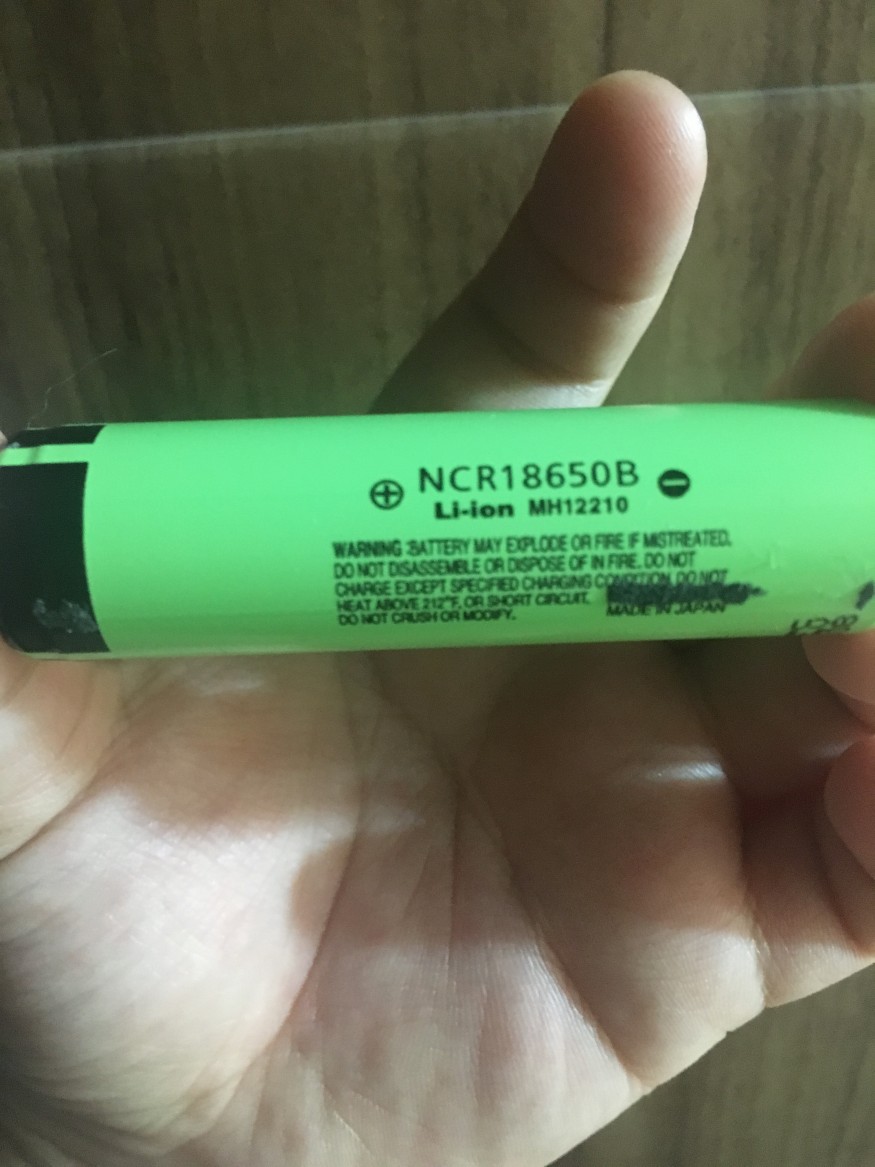 NCR18650B
Li-ion MH12210
WARNING :BATTERY MAY EXPLODE OR FIRE IF MISTREATED.
DO NOT DISASSEMBLE OR DISPOSE OF IN FIRE. DO NOT
CHARGE EXCEPT SPECIFIED CHARGING CONDITION. DO NOT
HEAT ABOVE 212°F, OR SHORT CIRCUIT.
DO NOT CRUSH OR MODIFY.
MADE IN JAPAN